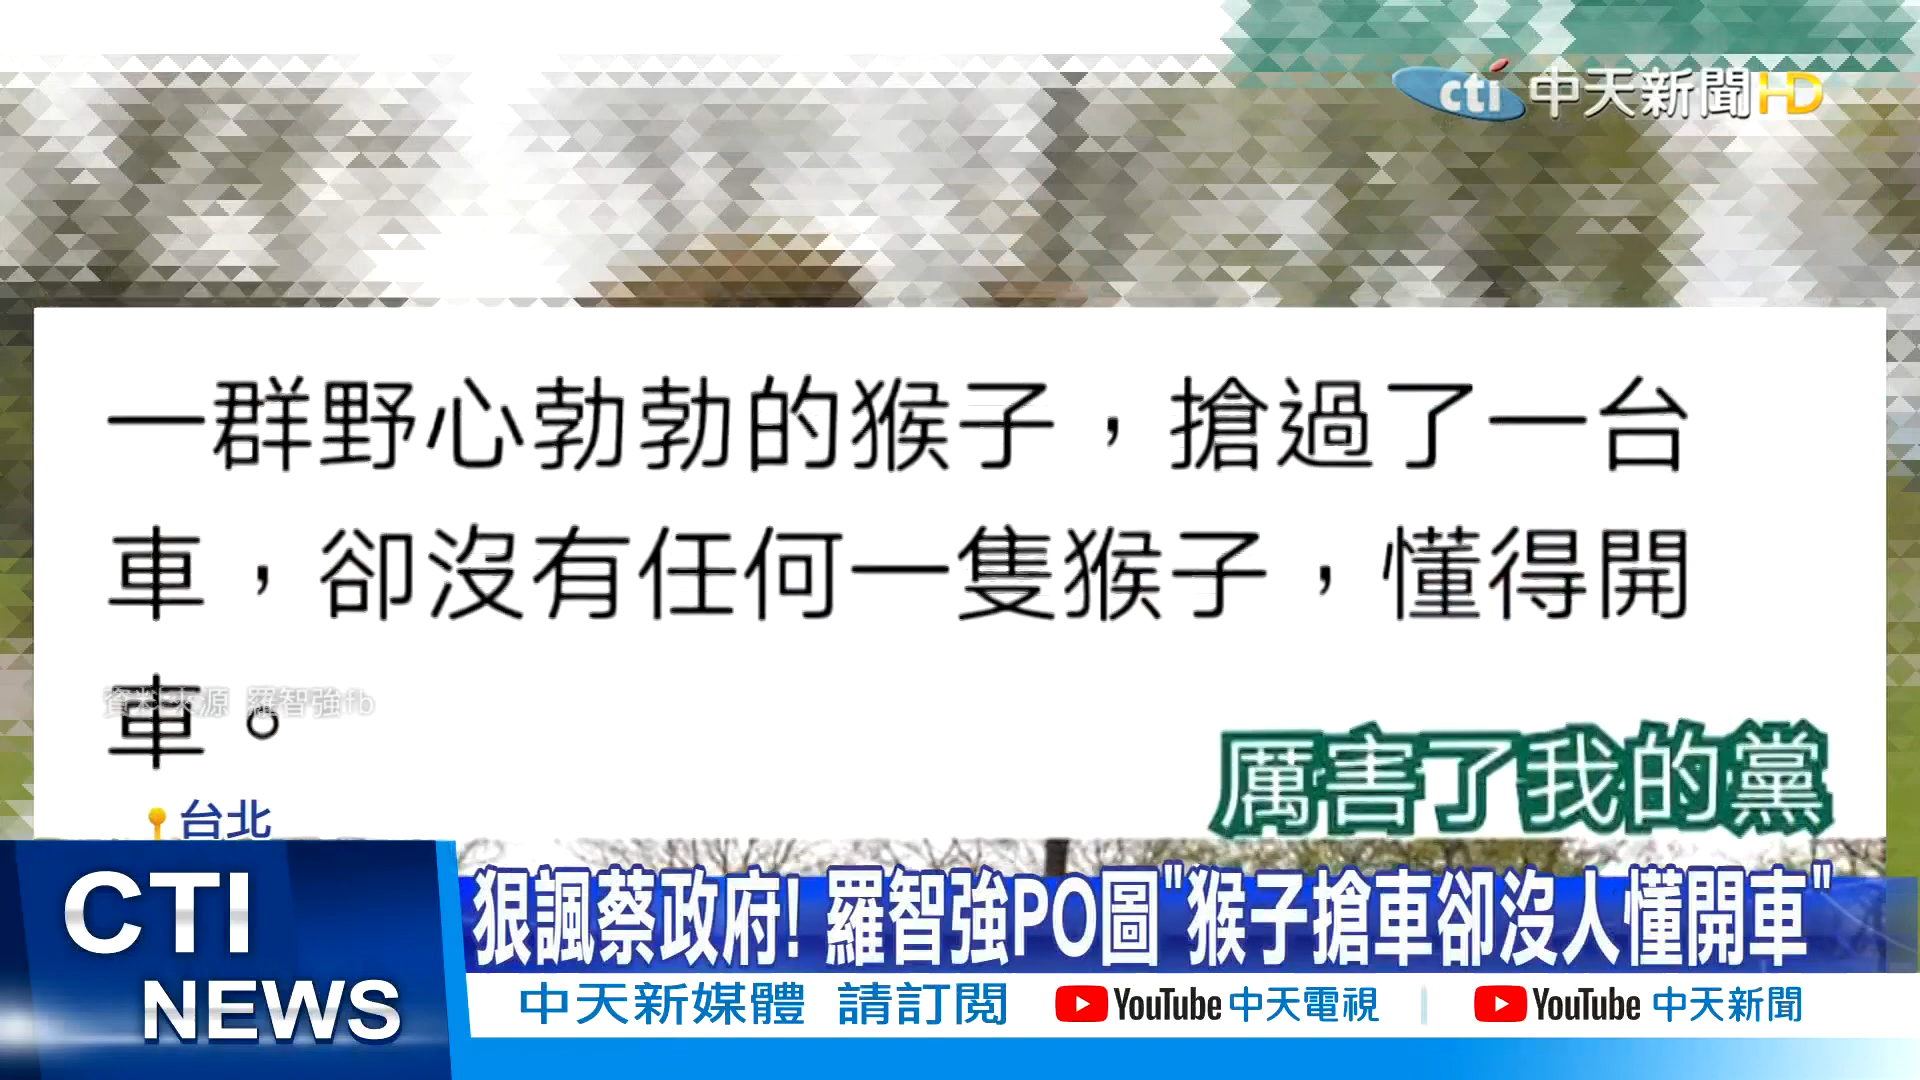 cti 中天新聞HD
一群野心勃勃的猴子，搶過了一台
車，卻沒有任何一隻猴子，懂得開
車。
資料來源 羅智強fb
厲害了我的黨
台北
CTI
NEWS
狠諷蔡政府! 羅智強PO圖"猴子搶車卻沒人懂開車"
中天新媒體 請訂閱 YouTube 中天電視 | YouTube 中天新聞